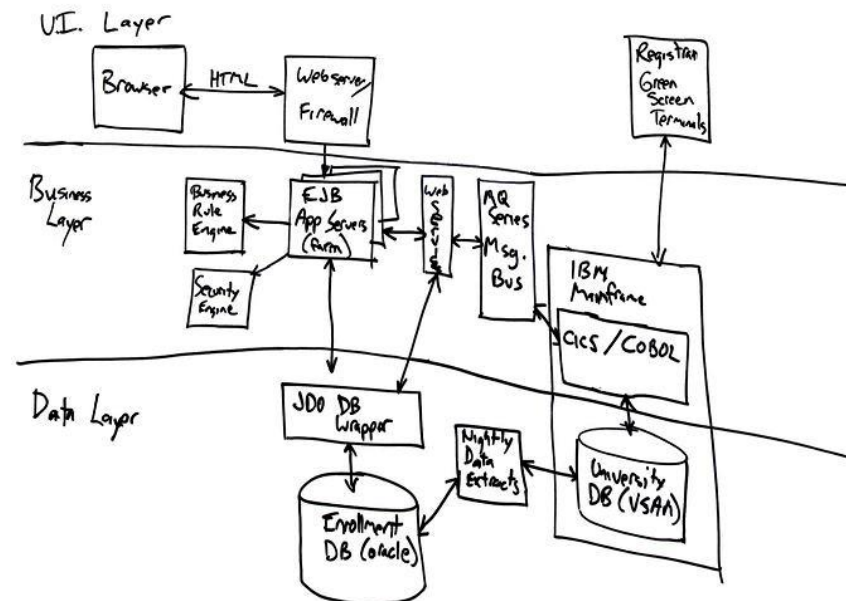 U.I. Layer
Browser
HTML
Webserver/
Firewall
Registrar
Green
Screen
Terminals
Business
Layer
Business
Rule
Engine
Security
Engine
EJB
App Servers
(farm)
Web
Services
MQ
Series
Msg.
Bus
IBM
Mainframe
CICS / COBOL
Data Layer
JDO DB
Wrapper
Enrollment
DB (oracle)
Nightly
Data
Extracts
University
DB (VSAM)